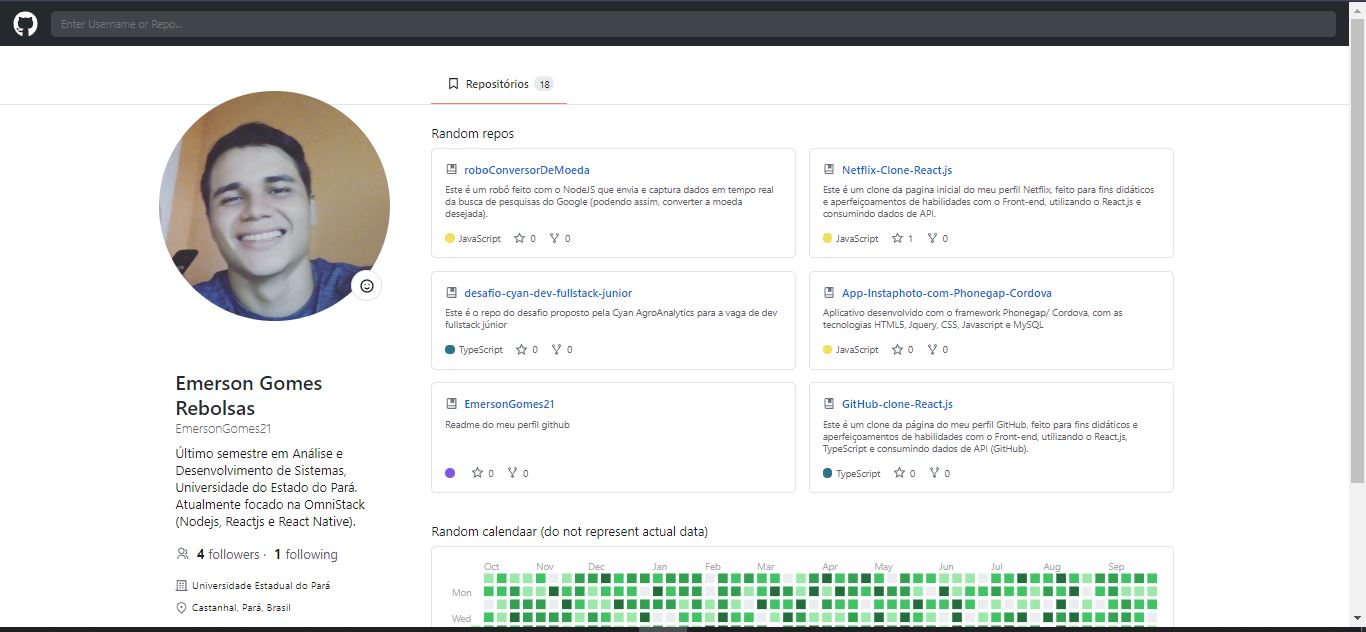 Enter Username or Repo...
Repositórios 18
Random repos
roboConversorDeMoeda
Este é um robô feito com o NodeJS que envia e captura dados em tempo real
da busca de pesquisas do Google (podendo assim, converter a moeda
desejada).
JavaScript 0 0
Netflix-Clone-React.js
Este é um clone da pagina inicial do meu perfil Netflix, feito para fins didáticos
e aperfeiçoamentos de habilidades com o Front-end, utilizando o React.js e
consumindo dados de API.
JavaScript 1 0
desafio-cyan-dev-fullstack-junior
Este é o repo do desafio proposto pela Cyan AgroAnalytics para a vaga de dev
fullstack júnior
TypeScript 0 0
App-Instaphoto-com-Phonegap-Cordova
Aplicativo desenvolvido com o framework Phonegap/ Cordova, com as
tecnologias HTML5, Jquery, CSS, Javascript e MySQL
JavaScript 0 0
EmersonGomes21
Readme do meu perfil github
0 0
GitHub-clone-React.js
Este é um clone da página do meu perfil GitHub, feito para fins didáticos e
aperfeiçoamentos de habilidades com o Front-end, utilizando o React.js,
TypeScript e consumindo dados de API (GitHub).
TypeScript 0 0
Emerson Gomes
Rebolsas
EmersonGomes21
Último semestre em Análise e
Desenvolvimento de Sistemas,
Universidade do Estado do Pará.
Atualmente focado na OmniStack
(Nodejs, Reactjs e React Native).
4 followers · 1 following
Universidade Estadual do Pará
Castanhal, Pará, Brasil
Random calendaar (do not represent actual data)
Oct Nov Dec Jan Feb Mar Apr May Jun Jul Aug Sep
Mon
Wed